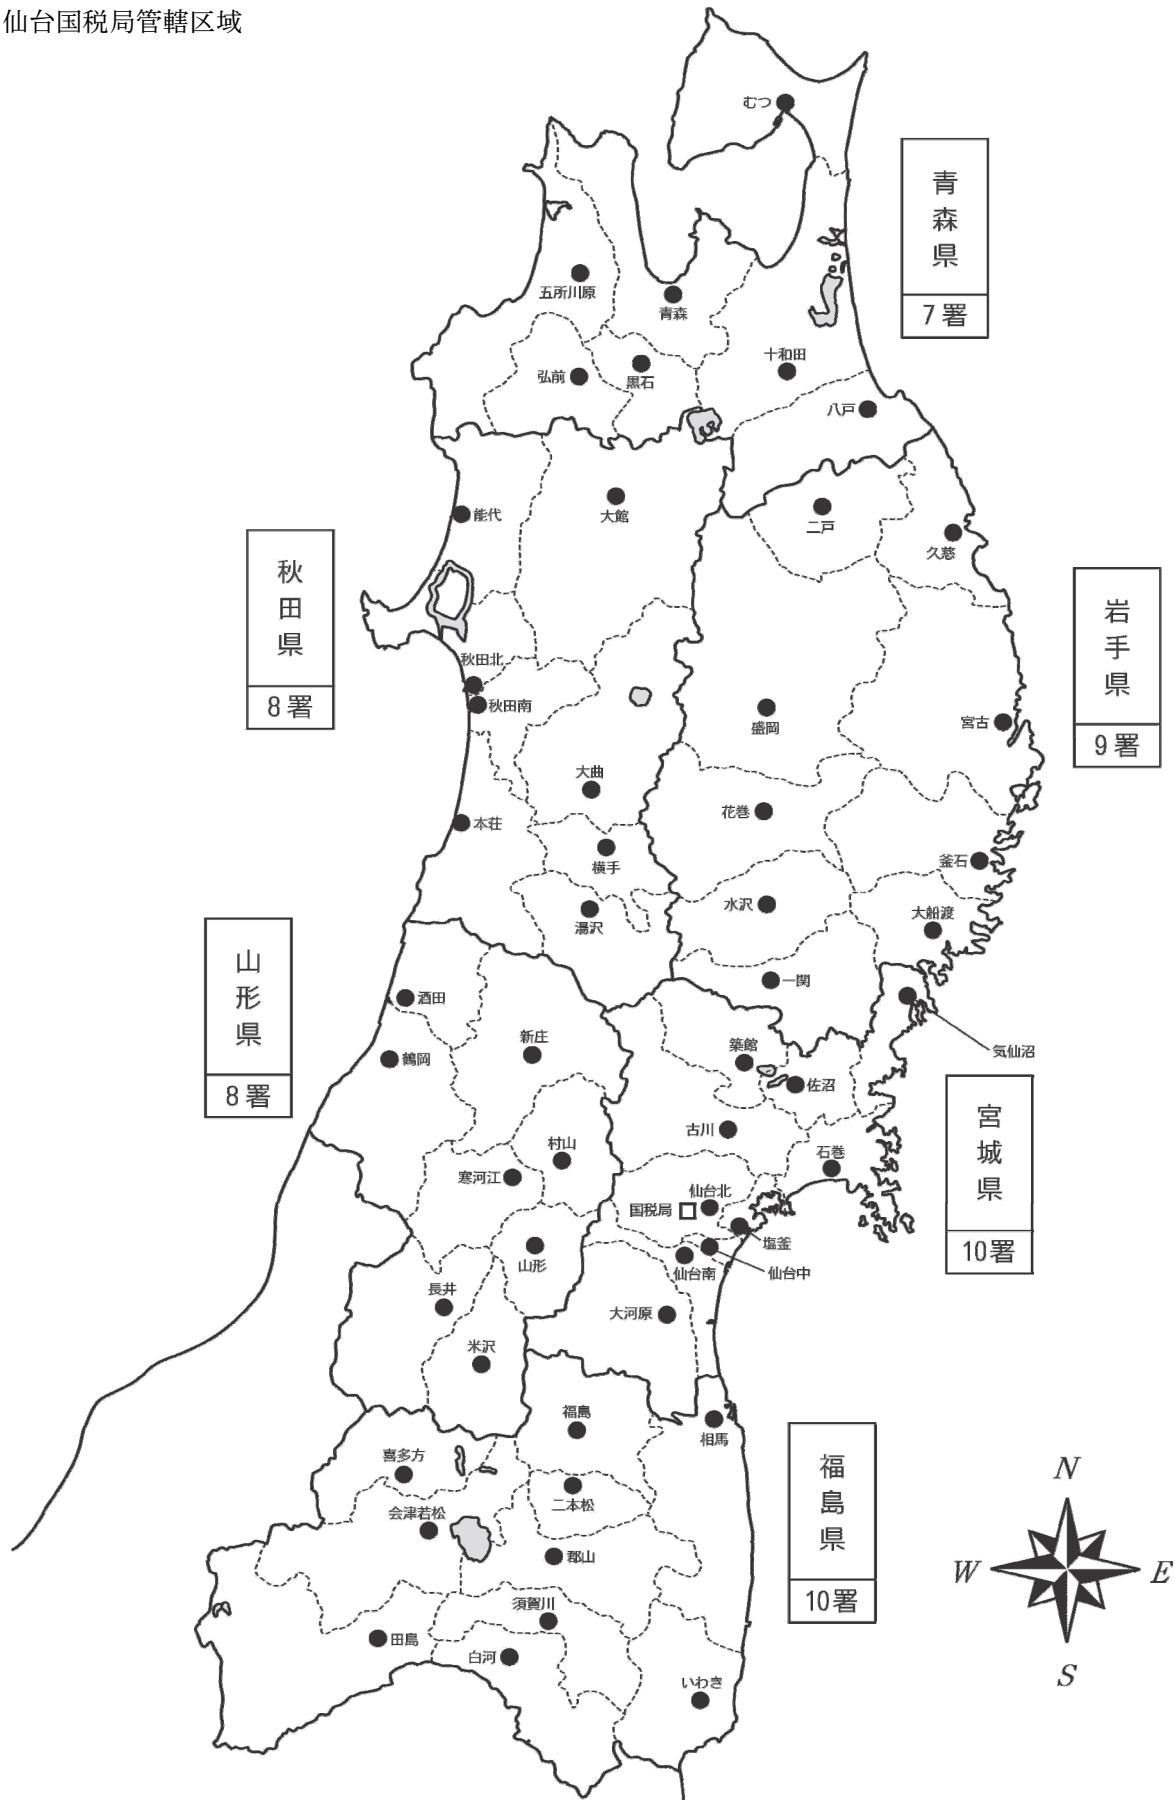 仙台国税局管轄区域
むつ
青森県
7署
五所川原
青森
十和田
弘前
黒石
八戸
能代
大館
二戸
久慈
秋田県
8署
岩手県
9署
秋田北
秋田南
盛岡
宮古
大曲
花巻
本荘
横手
釜石
湯沢
水沢
大船渡
山形県
8署
一関
酒田
新庄
築館
気仙沼
鶴岡
佐沼
宮城県
10署
古川
村山
石巻
寒河江
仙台北
国税局
塩釜
山形
仙台南
仙台中
長井
大河原
米沢
福島
相馬
福島県
10署
喜多方
二本松
会津若松
郡山
須賀川
田島
白河
いわき
N
W
E
S